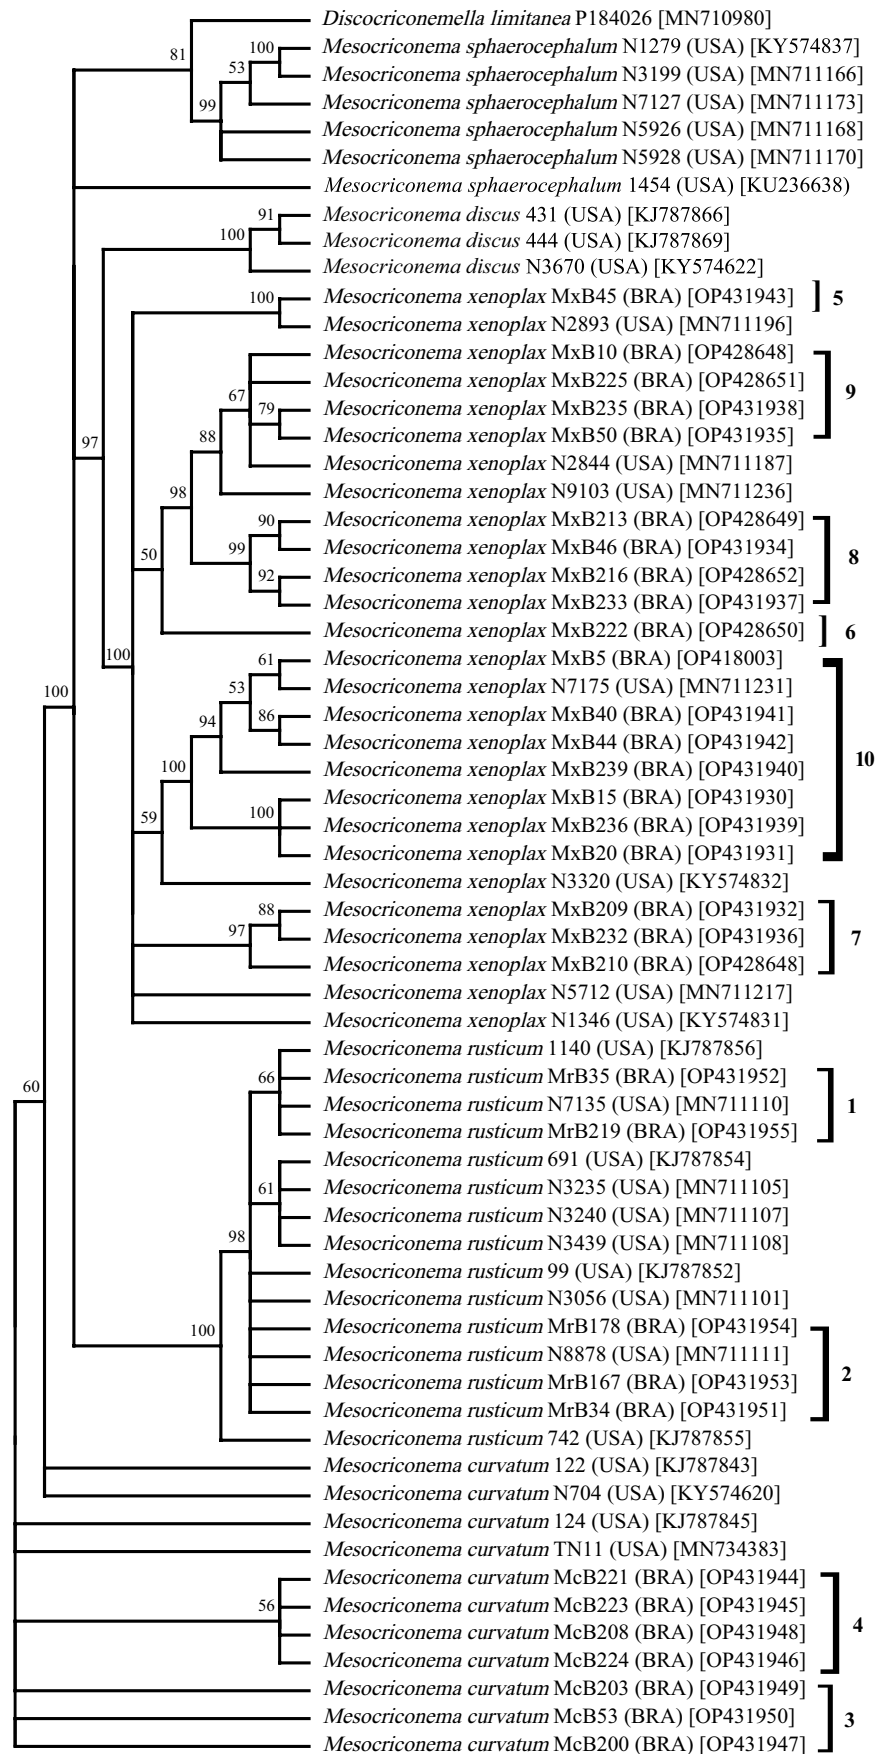 Discocriconemella limitanea P184026 [MN710980]
81
100
Mesocriconema sphaerocephalum N1279 (USA) [KY574837]
53
Mesocriconema sphaerocephalum N3199 (USA) [MN711166]
99
Mesocriconema sphaerocephalum N7127 (USA) [MN711173]
Mesocriconema sphaerocephalum N5926 (USA) [MN711168]
Mesocriconema sphaerocephalum N5928 (USA) [MN711170]
Mesocriconema sphaerocephalum 1454 (USA) [KU236638)
91
Mesocriconema discus 431 (USA) [KJ787866]
100
Mesocriconema discus 444 (USA) [KJ787869]
Mesocriconema discus N3670 (USA) [KY574622]
100
Mesocriconema xenoplax MxB45 (BRA) [OP431943]
5
Mesocriconema xenoplax N2893 (USA) [MN711196]
Mesocriconema xenoplax MxB10 (BRA) [OP428648]
Mesocriconema xenoplax MxB225 (BRA) [OP428651]
9
67
79
Mesocriconema xenoplax MxB235 (BRA) [OP431938]
88
Mesocriconema xenoplax MxB50 (BRA) [OP431935]
97
Mesocriconema xenoplax N2844 (USA) [MN711187]
98
Mesocriconema xenoplax N9103 (USA) [MN711236]
90
Mesocriconema xenoplax MxB213 (BRA) [OP428649]
99
Mesocriconema xenoplax MxB46 (BRA) [OP431934]
8
50
92
Mesocriconema xenoplax MxB216 (BRA) [OP428652]
Mesocriconema xenoplax MxB233 (BRA) [OP431937]
Mesocriconema xenoplax MxB222 (BRA) [OP428650]
6
100
61
Mesocriconema xenoplax MxB5 (BRA) [OP418003]
100
53
Mesocriconema xenoplax N7175 (USA) [MN711231]
94
86
Mesocriconema xenoplax MxB40 (BRA) [OP431941]
Mesocriconema xenoplax MxB44 (BRA) [OP431942]
10
100
Mesocriconema xenoplax MxB239 (BRA) [OP431940]
59
100
Mesocriconema xenoplax MxB15 (BRA) [OP431930]
Mesocriconema xenoplax MxB236 (BRA) [OP431939]
Mesocriconema xenoplax MxB20 (BRA) [OP431931]
Mesocriconema xenoplax N3320 (USA) [KY574832]
88
Mesocriconema xenoplax MxB209 (BRA) [OP431932]
97
Mesocriconema xenoplax MxB232 (BRA) [OP431936]
7
Mesocriconema xenoplax MxB210 (BRA) [OP428648]
Mesocriconema xenoplax N5712 (USA) [MN711217]
Mesocriconema xenoplax N1346 (USA) [KY574831]
Mesocriconema rusticum 1140 (USA) [KJ787856]
60
66
Mesocriconema rusticum MrB35 (BRA) [OP431952]
Mesocriconema rusticum N7135 (USA) [MN711110]
1
Mesocriconema rusticum MrB219 (BRA) [OP431955]
Mesocriconema rusticum 691 (USA) [KJ787854]
61
Mesocriconema rusticum N3235 (USA) [MN711105]
Mesocriconema rusticum N3240 (USA) [MN711107]
98
Mesocriconema rusticum N3439 (USA) [MN711108]
Mesocriconema rusticum 99 (USA) [KJ787852]
Mesocriconema rusticum N3056 (USA) [MN711101]
100
Mesocriconema rusticum MrB178 (BRA) [OP431954]
Mesocriconema rusticum N8878 (USA) [MN711111]
2
Mesocriconema rusticum MrB167 (BRA) [OP431953]
Mesocriconema rusticum MrB34 (BRA) [OP431951]
Mesocriconema rusticum 742 (USA) [KJ787855]
Mesocriconema curvatum 122 (USA) [KJ787843]
Mesocriconema curvatum N704 (USA) [KY574620]
Mesocriconema curvatum 124 (USA) [KJ787845]
Mesocriconema curvatum TN11 (USA) [MN734383]
Mesocriconema curvatum McB221 (BRA) [OP431944]
56
Mesocriconema curvatum McB223 (BRA) [OP431945]
4
Mesocriconema curvatum McB208 (BRA) [OP431948]
Mesocriconema curvatum McB224 (BRA) [OP431946]
Mesocriconema curvatum McB203 (BRA) [OP431949]
Mesocriconema curvatum McB53 (BRA) [OP431950]
3
Mesocriconema curvatum McB200 (BRA) [OP431947]